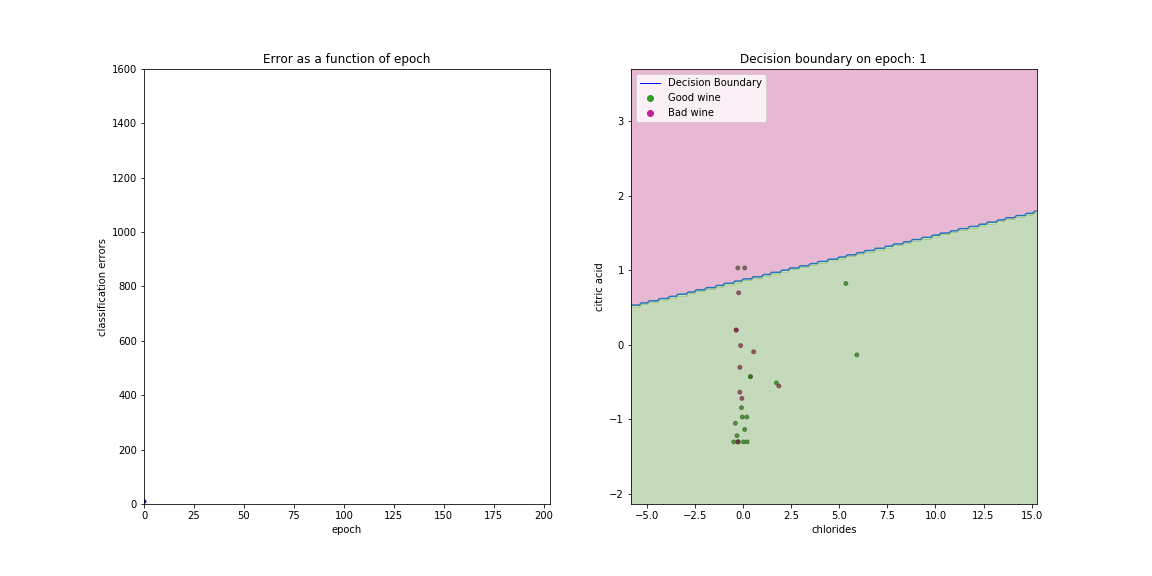 Error as a function of epoch
1600
1400
1200
1000
800
600
400
200
0
classification errors
0 25 50 75 100 125 150 175 200
epoch
Decision boundary on epoch: 1
Decision Boundary
Good wine
Bad wine
3
2
1
0
−1
−2
citric acid
−5.0 −2.5 0.0 2.5 5.0 7.5 10.0 12.5 15.0
chlorides